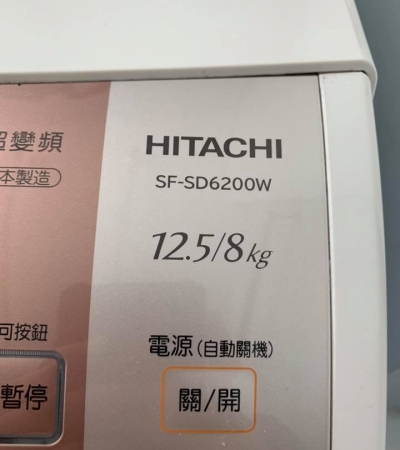 變頻
HITACHI
SF-SD6200W
本製造
12.5/8kg
可按鈕
電源(自動關機)
暫停
關/開